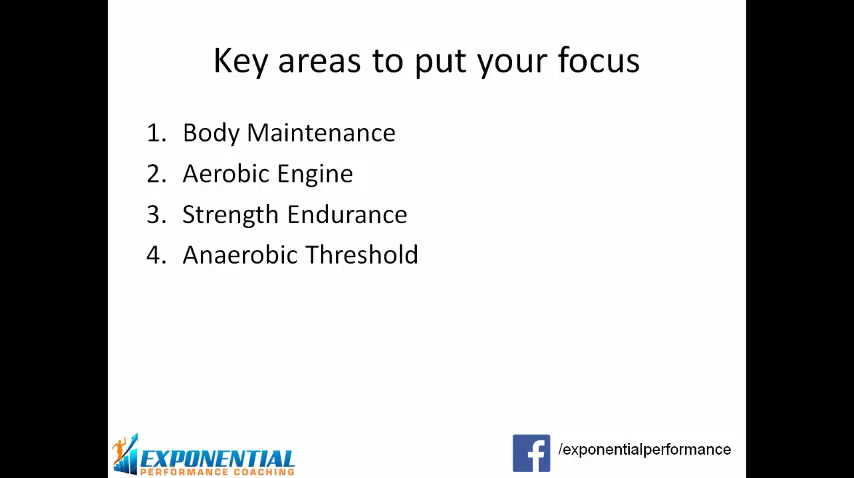 Key areas to put your focus
1. Body Maintenance
2. Aerobic Engine
3. Strength Endurance
4. Anaerobic Threshold
EXPONENTIAL
PERFORMANCE COACHING
f /exponentialperformance